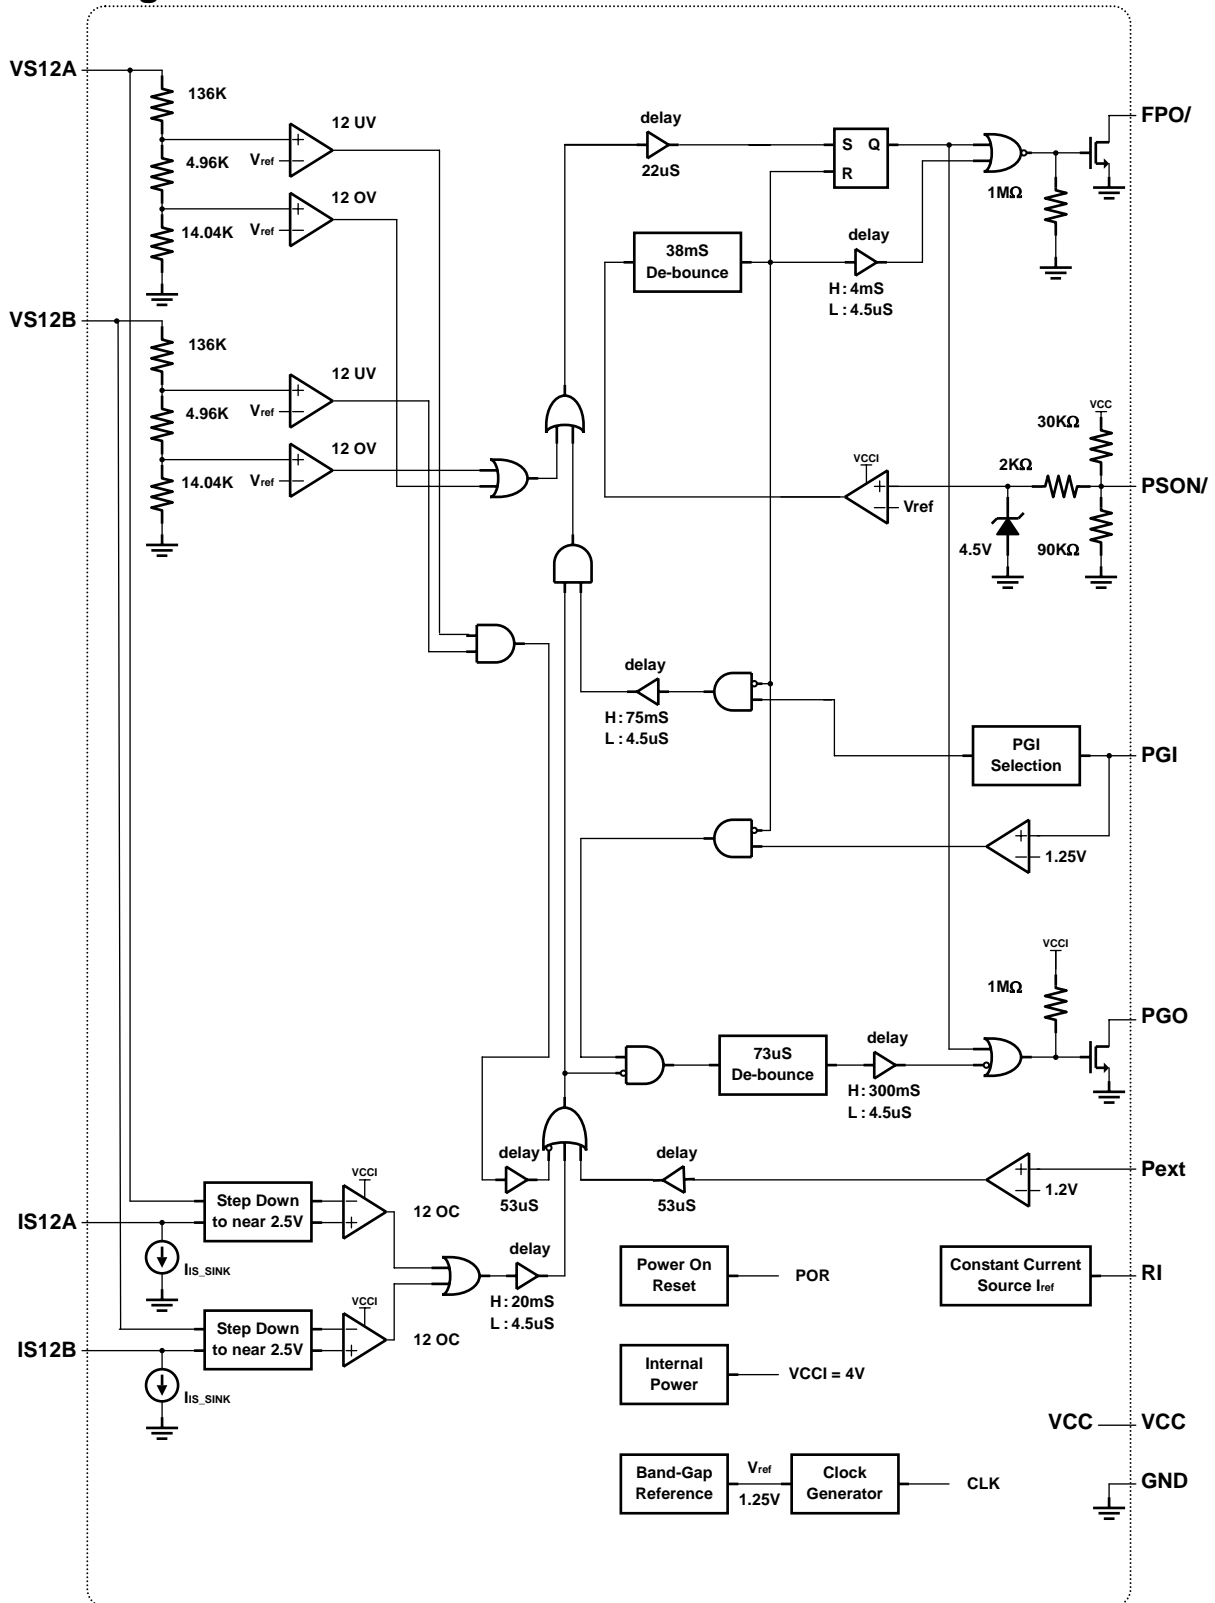 VS12A
136K
12 UV
delay
FPO/
Vref
S Q
4.96K
22uS
R
12 OV
1MΩ
Vref
14.04K
38mS
De-bounce
delay
H : 4mS
L : 4.5uS
VS12B
136K
12 UV
VCC
Vref
4.96K
30KΩ
12 OV
VCCI
2KΩ
Vref
14.04K
PSON/
Vref
4.5V
90KΩ
delay
H : 75mS
L : 4.5uS
PGI
Selection
PGI
1.25V
VCCI
1MΩ
PGO
delay
73uS
De-bounce
H : 300mS
L : 4.5uS
delay
delay
Pext
VCCI
1.2V
Step Down
to near 2.5V
53uS
53uS
12 OC
IS12A
delay
IIS_SINK
Power On
Reset
POR
Constant Current
Source Iref
RI
VCCI
H : 20mS
L : 4.5uS
Step Down
to near 2.5V
12 OC
IS12B
Internal
Power
VCCI = 4V
IIS_SINK
VCC
VCC
Band-Gap
Reference
Vref
1.25V
Clock
Generator
CLK
GND